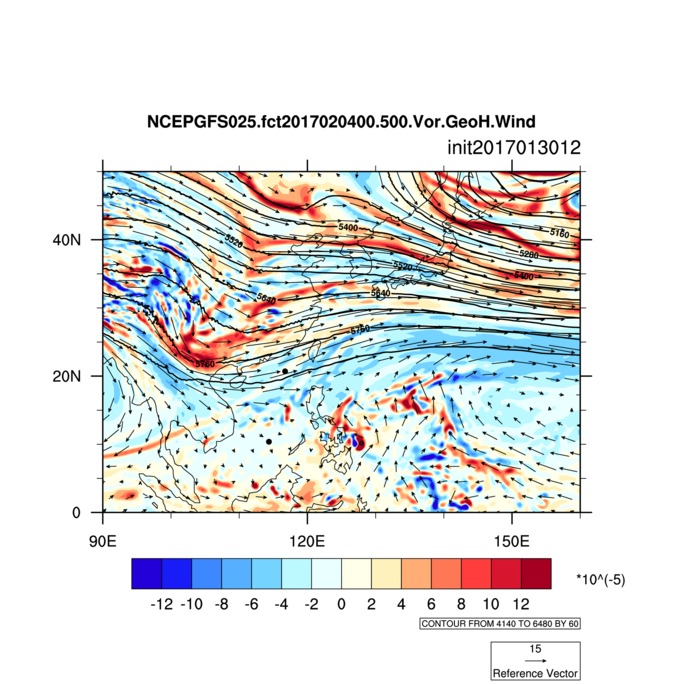 NCEPGFS025.fct2017020400.500.Vor.GeoH.Wind
init2017013012
5400
5160
5520
5280
5520
5400
5640
5640
5760
5760
40N
20N
0
90E 120E 150E
-12 -10 -8 -6 -4 -2 0 2 4 6 8 10 12
*10^(-5)
CONTOUR FROM 4140 TO 6480 BY 60
15
Reference Vector